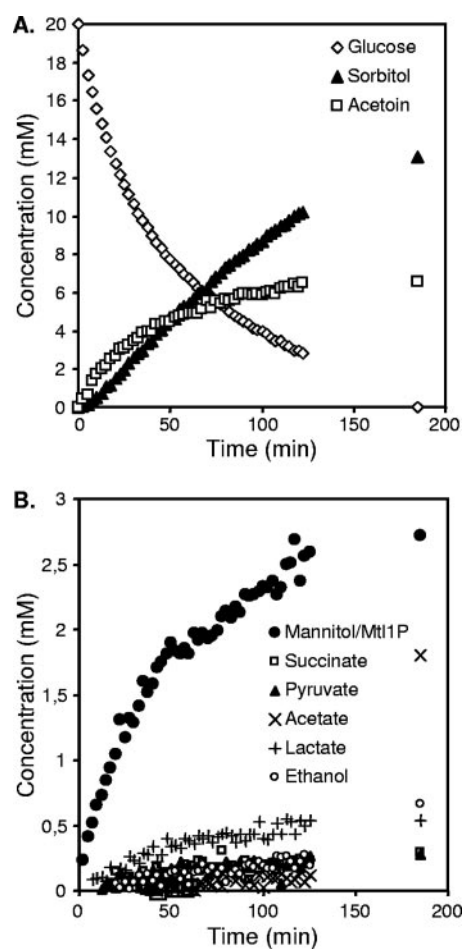 A.
20
18
16
14
12
10
8
6
4
2
0
Concentration (mM)
Glucose
Sorbitol
Acetoin
0 50 100 150 200
Time (min)
B.
3
2,5
2
1,5
1
0,5
0
Concentration (mM)
Mannitol/Mtl1P
Succinate
Pyruvate
Acetate
Lactate
Ethanol
0 50 100 150 200
Time (min)